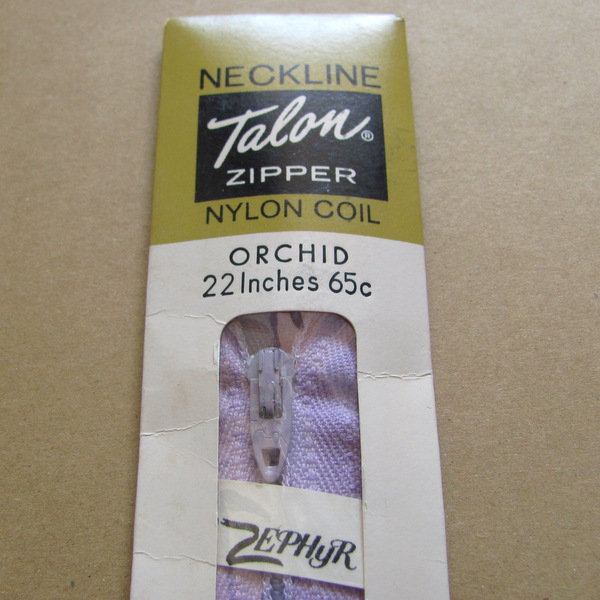 NECKLINE
Talon®
ZIPPER
NYLON COIL
ORCHID
22 Inches 65c
ZEPHyR